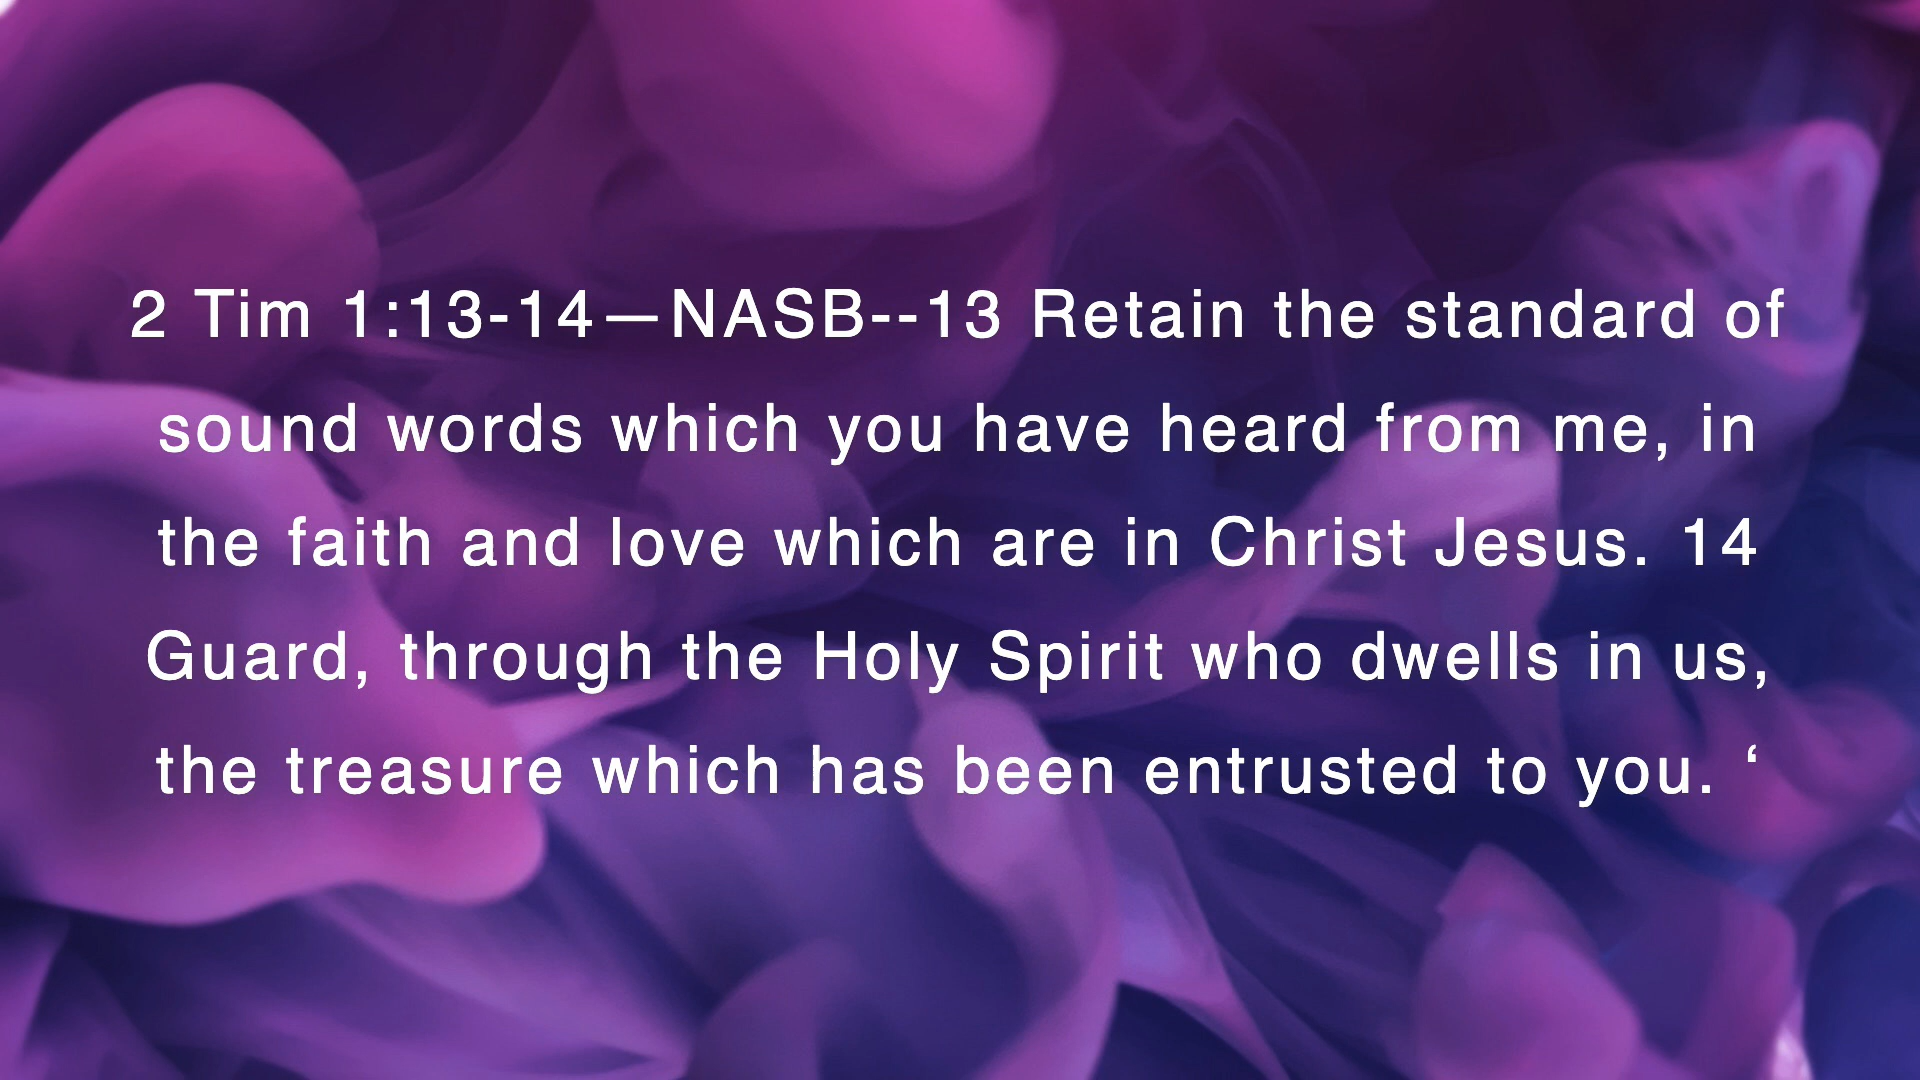 2 Tim 1:13-14—NASB--13 Retain the standard of
sound words which you have heard from me, in
the faith and love which are in Christ Jesus. 14
Guard, through the Holy Spirit who dwells in us,
the treasure which has been entrusted to you. ‘